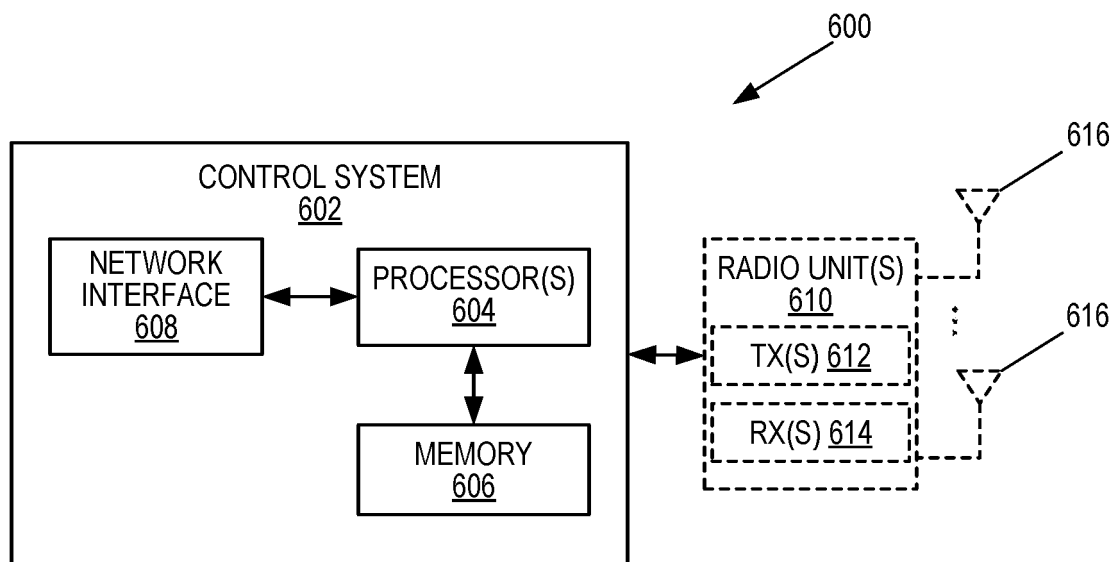 600
CONTROL SYSTEM
602
NETWORK
INTERFACE
608
PROCESSOR(S)
604
MEMORY
606
RADIO UNIT(S)
610
TX(S) 612
RX(S) 614
616
616